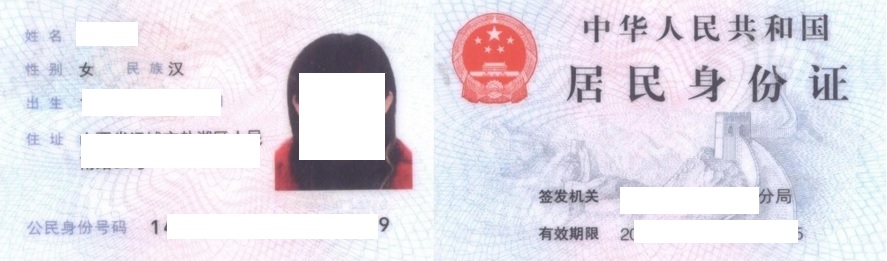 姓名
性别 女 民族 汉
出生
住址
公民身份号码 14 9
中华人民共和国
居民身份证
签发机关 分局
有效期限 20 5